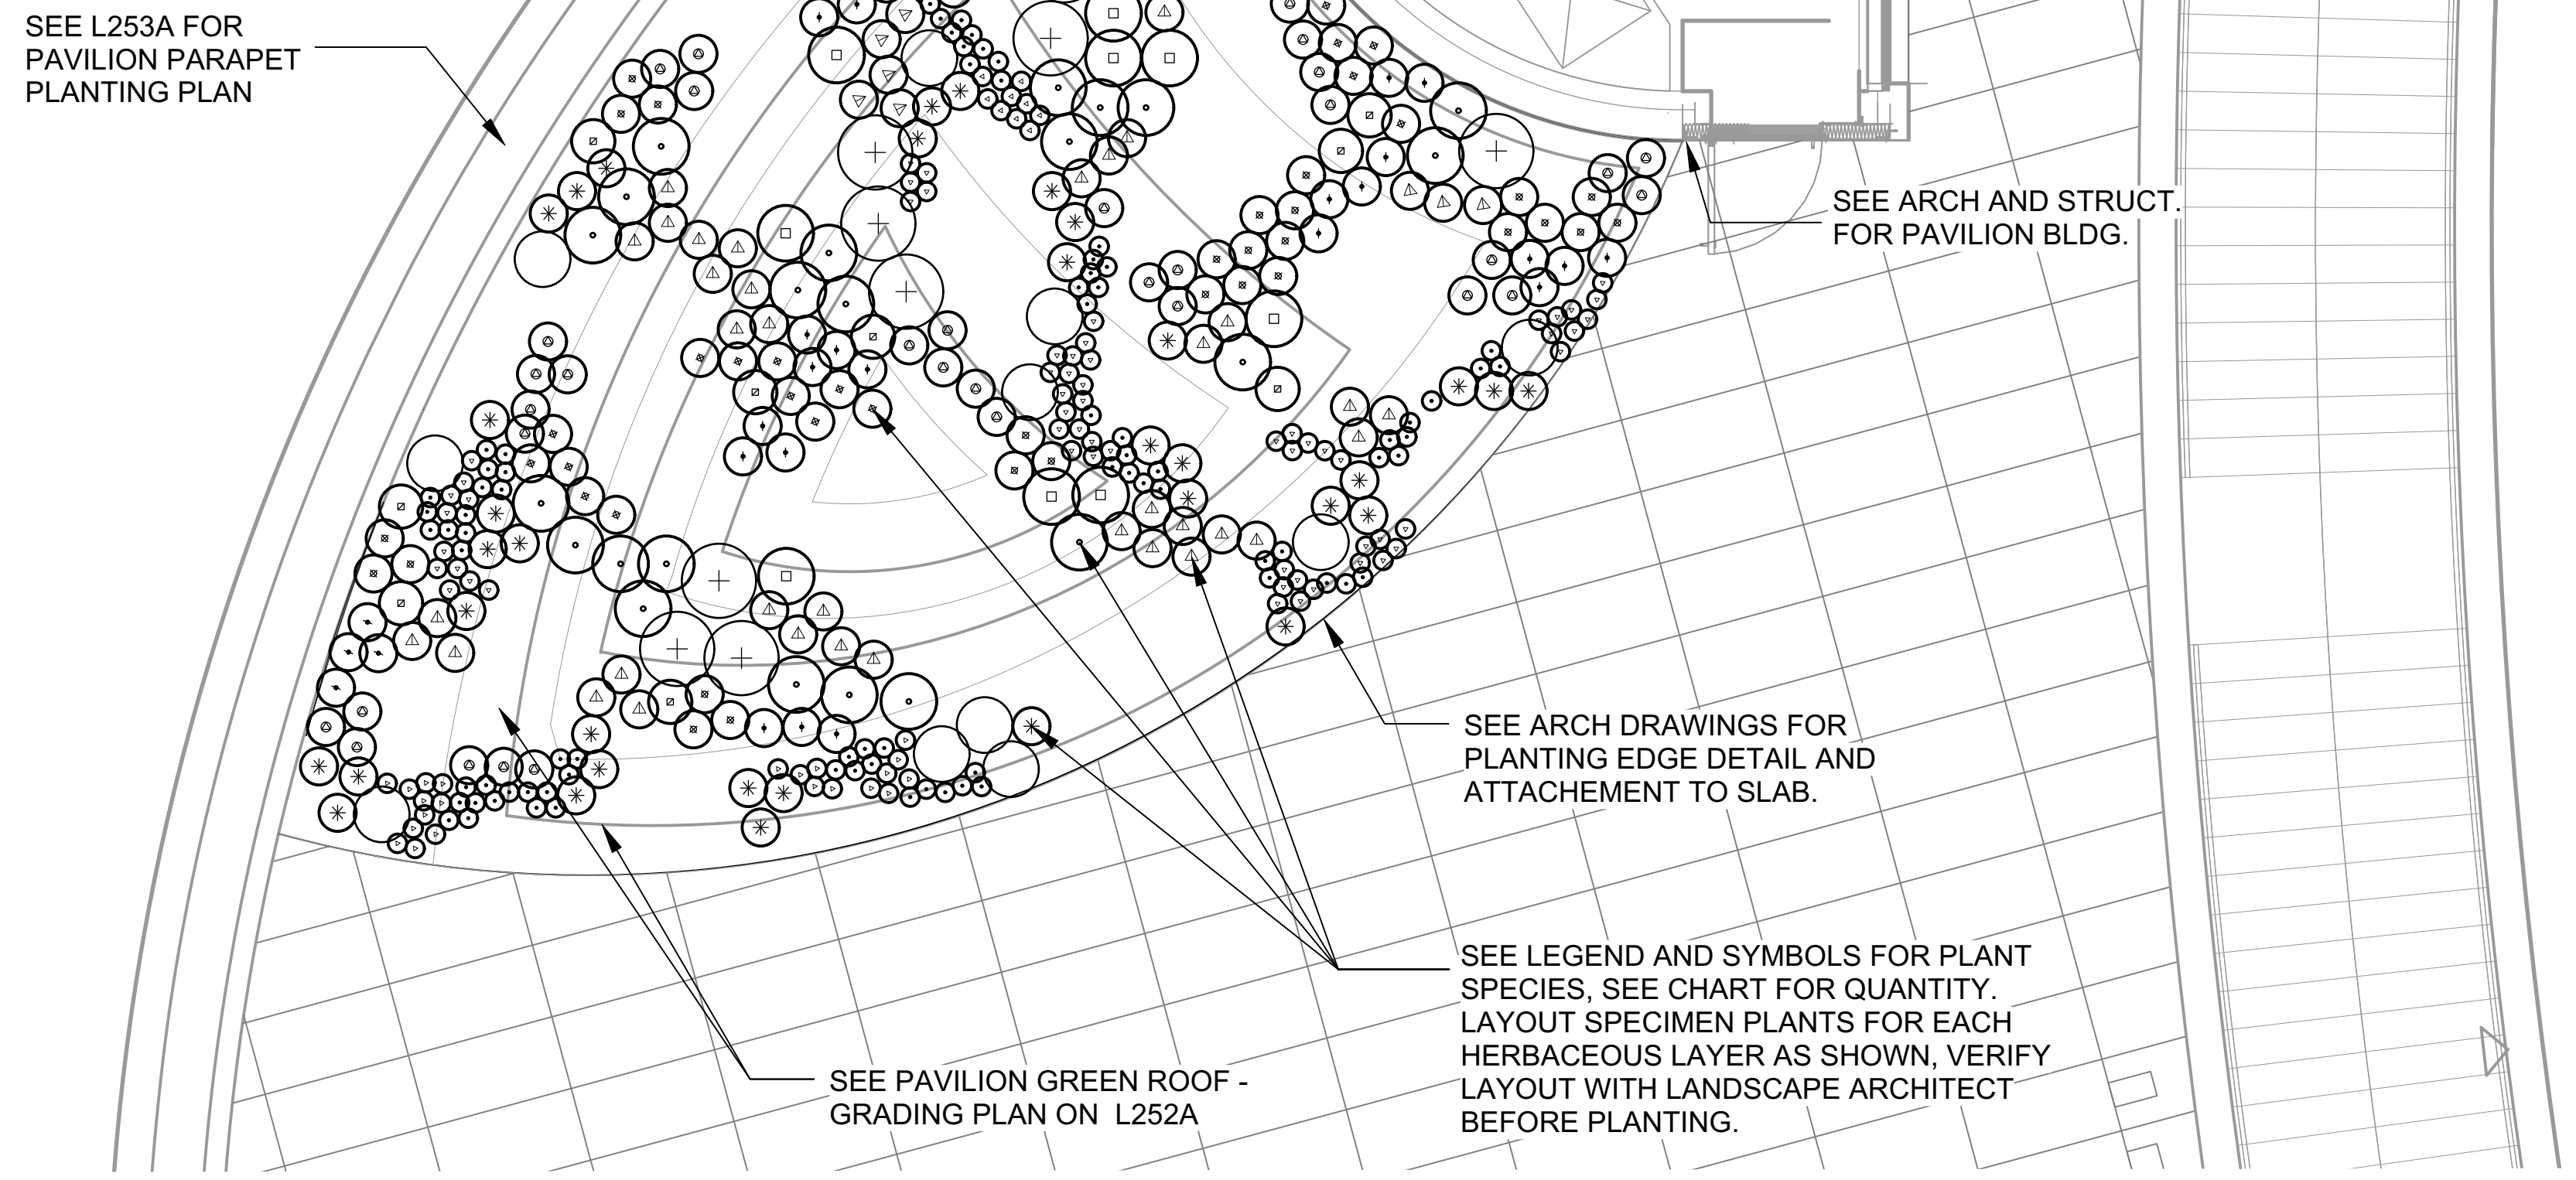 SEE L253A FOR
PAVILION PARAPET
PLANTING PLAN
SEE ARCH AND STRUCT.
FOR PAVILION BLDG.
SEE ARCH DRAWINGS FOR
PLANTING EDGE DETAIL AND
ATTACHEMENT TO SLAB.
SEE LEGEND AND SYMBOLS FOR PLANT
SPECIES, SEE CHART FOR QUANTITY.
LAYOUT SPECIMEN PLANTS FOR EACH
HERBACEOUS LAYER AS SHOWN, VERIFY
LAYOUT WITH LANDSCAPE ARCHITECT
BEFORE PLANTING.
SEE PAVILION GREEN ROOF -
GRADING PLAN ON  L252A